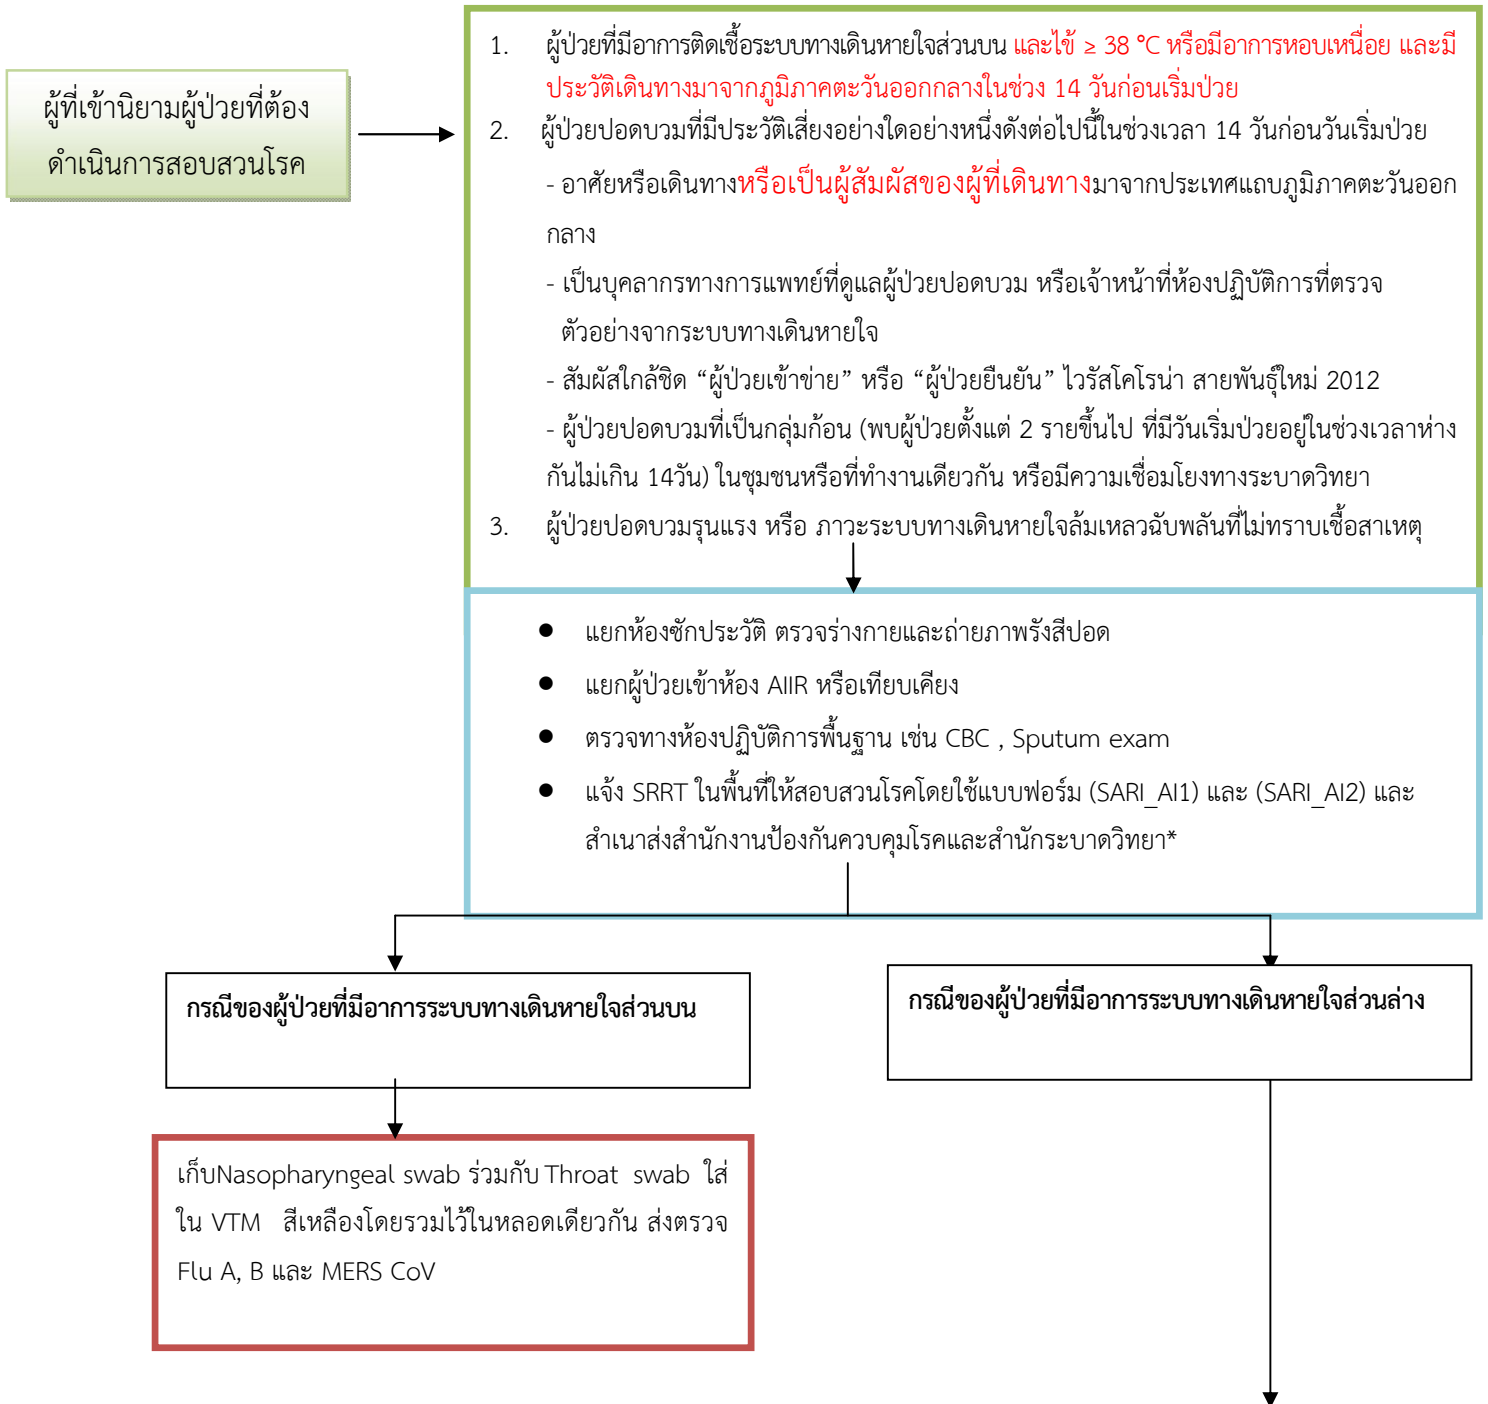 ผู้ที่เข้านิยามผู้ป่วยที่ต้อง
ดำเนินการสอบสวนโรค
1. ผู้ป่วยที่มีอาการติดเชื้อระบบทางเดินหายใจส่วนบน และไข้ ≥ 38 °C หรือมีอาการหอบเหนื่อย และมี
ประวัติเดินทางมาจากภูมิภาคตะวันออกกลางในช่วง 14 วันก่อนเริ่มป่วย
2. ผู้ป่วยปอดบวมที่มีประวัติเสี่ยงอย่างใดอย่างหนึ่งดังต่อไปนี้ในช่วงเวลา 14 วันก่อนวันเริ่มป่วย
- อาศัยหรือเดินทางหรือเป็นผู้สัมผัสของผู้ที่เดินทางมาจากประเทศแถบภูมิภาคตะวันออก
กลาง
- เป็นบุคลากรทางการแพทย์ที่ดูแลผู้ป่วยปอดบวม หรือเจ้าหน้าที่ห้องปฏิบัติการที่ตรวจ
ตัวอย่างจากระบบทางเดินหายใจ
- สัมผัสใกล้ชิด “ผู้ป่วยเข้าข่าย” หรือ “ผู้ป่วยยืนยัน” ไวรัสโคโรน่า สายพันธุ์ใหม่ 2012
- ผู้ป่วยปอดบวมที่เป็นกลุ่มก้อน (พบผู้ป่วยตั้งแต่ 2 รายขึ้นไป ที่มีวันเริ่มป่วยอยู่ในช่วงเวลาห่าง
กันไม่เกิน 14วัน) ในชุมชนหรือที่ทำงานเดียวกัน หรือมีความเชื่อมโยงทางระบาดวิทยา
3. ผู้ป่วยปอดบวมรุนแรง หรือ ภาวะระบบทางเดินหายใจล้มเหลวฉับพลันที่ไม่ทราบเชื้อสาเหตุ
● แยกห้องซักประวัติ ตรวจร่างกายและถ่ายภาพรังสีปอด
● แยกผู้ป่วยเข้าห้อง AIIR หรือเทียบเคียง
● ตรวจทางห้องปฏิบัติการพื้นฐาน เช่น CBC , Sputum exam
● แจ้ง SRRT ในพื้นที่ให้สอบสวนโรคโดยใช้แบบฟอร์ม (SARI_AI1) และ (SARI_AI2) และ
สำเนาส่งสำนักงานป้องกันควบคุมโรคและสำนักระบาดวิทยา*
กรณีของผู้ป่วยที่มีอาการระบบทางเดินหายใจส่วนบน
กรณีของผู้ป่วยที่มีอาการระบบทางเดินหายใจส่วนล่าง
เก็บNasopharyngeal swab ร่วมกับ Throat swab ใส่
ใน VTM สีเหลืองโดยรวมไว้ในหลอดเดียวกัน ส่งตรวจ
Flu A, B และ MERS CoV